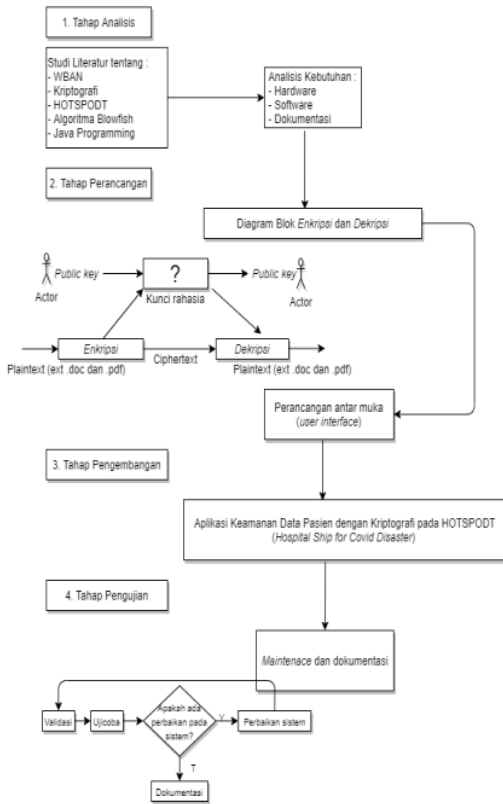 1. Tahap Analisis
Studi Literatur tentang :
- WBAN
- Kriptografi
- HOTSPODT
- Algoritma Blowfish
- Java Programming
Analisis Kebutuhan :
- Hardware
- Software
- Dokumentasi
2. Tahap Perancangan
Diagram Blok Enkripsi dan Dekripsi
Public key
Actor
?
Kunci rahasia
Public key
Actor
Enkripsi
Ciphertext
Dekripsi
Plaintext (ext .doc dan .pdf)
Plaintext (ext .doc dan .pdf)
Perancangan antar muka
(user interface)
3. Tahap Pengembangan
Aplikasi Keamanan Data Pasien dengan Kriptografi pada HOTSPODT
(Hospital Ship for Covid Disaster)
4. Tahap Pengujian
Maintenace dan dokumentasi
Validasi
Ujicoba
Apakah ada
perbaikan pada
sistem?
Y
Perbaikan sistem
T
Dokumentasi